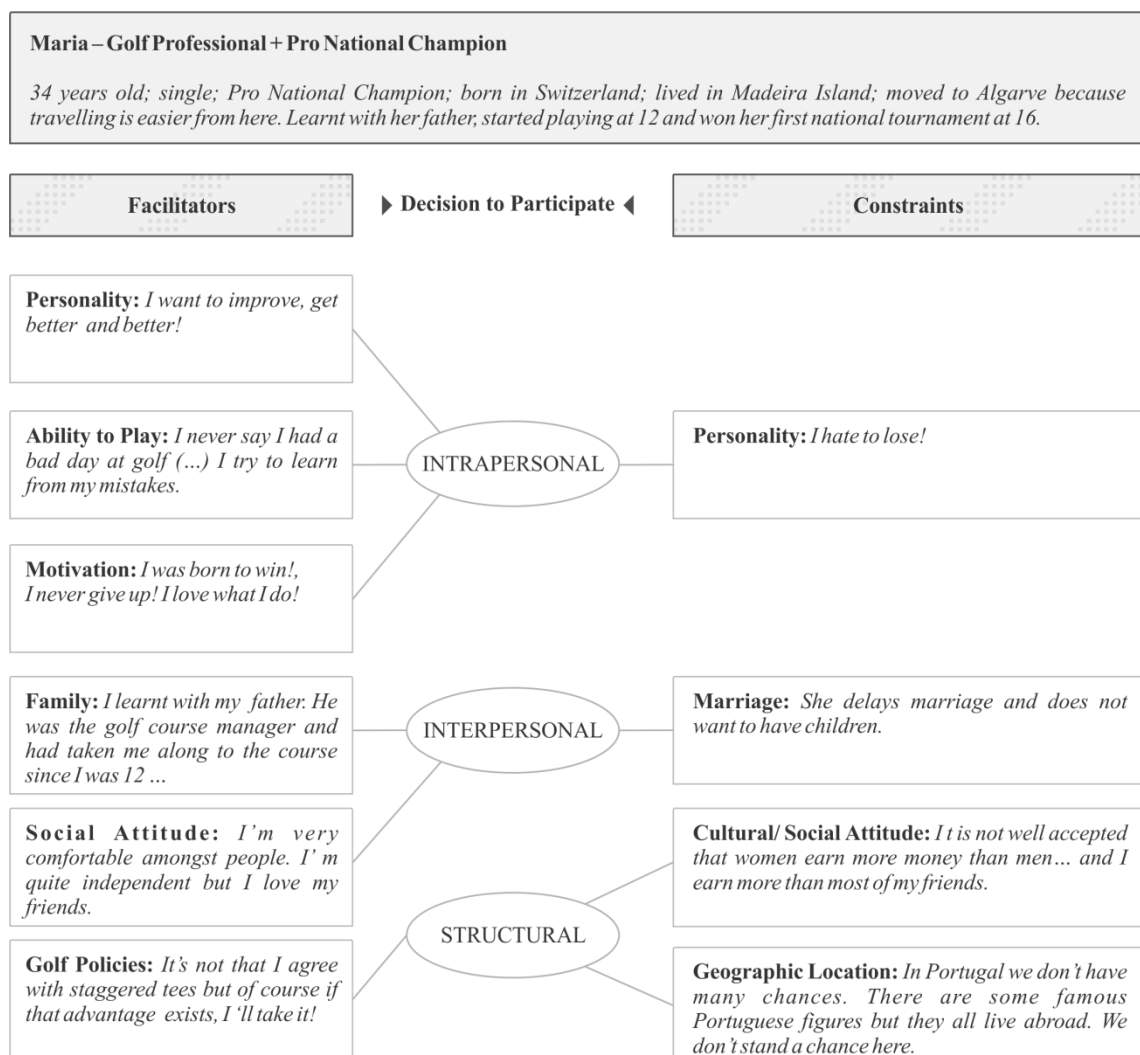 Maria – Golf Professional + Pro National Champion
34 years old; single; Pro National Champion; born in Switzerland; lived in Madeira Island; moved to Algarve because
travelling is easier from here. Learnt with her father, started playing at 12 and won her first national tournament at 16.
Facilitators
Decision to Participate
Constraints
Personality: I want to improve, get
better and better!
Ability to Play: I never say I had a
bad day at golf (...) I try to learn
from my mistakes.
INTRAPERSONAL
Personality: I hate to lose!
Motivation: I was born to win!,
I never give up! I love what I do!
Family: I learnt with my father. He
was the golf course manager and
had taken me along to the course
since I was 12 ...
INTERPERSONAL
Marriage: She delays marriage and does not
want to have children.
Social Attitude: I'm very
comfortable amongst people. I' m
quite independent but I love my
friends.
Cultural/ Social Attitude: I t is not well accepted
that women earn more money than men... and I
earn more than most of my friends.
STRUCTURAL
Golf Policies: It's not that I agree
with staggered tees but of course if
that advantage exists, I 'll take it!
Geographic Location: In Portugal we don't have
many chances. There are some famous
Portuguese figures but they all live abroad. We
don't stand a chance here.